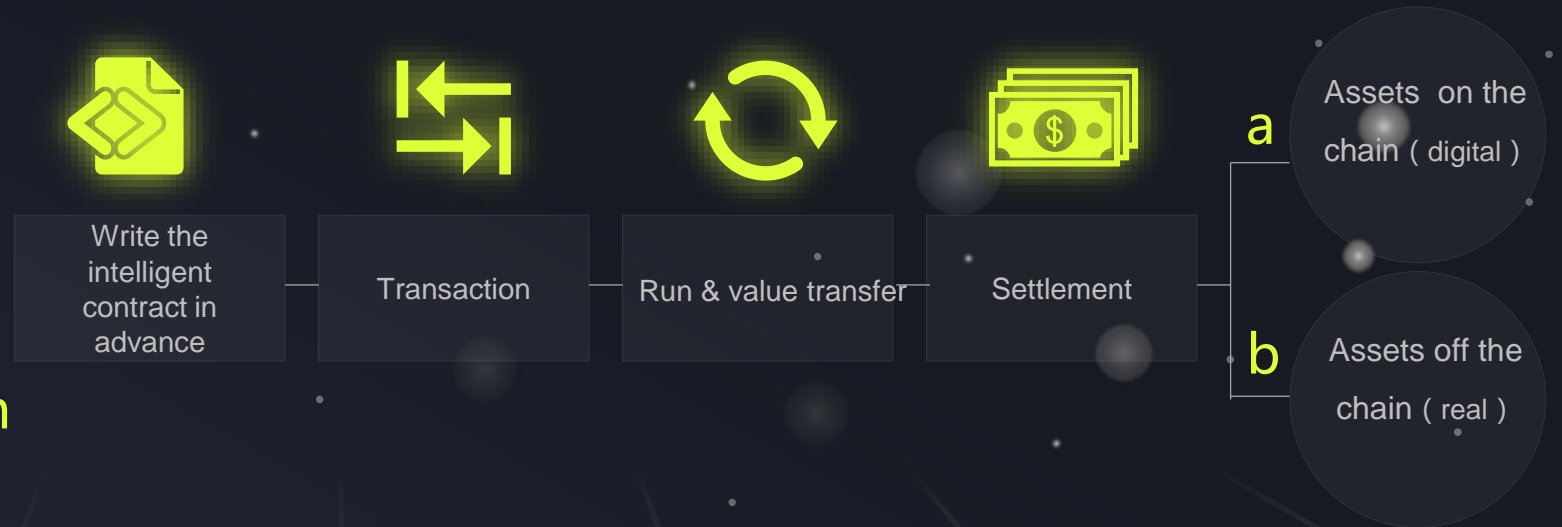 Write the
intelligent
contract in
advance
Transaction
Run & value transfer
Settlement
a
Assets on the
chain ( digital )
b
Assets off the
chain ( real )